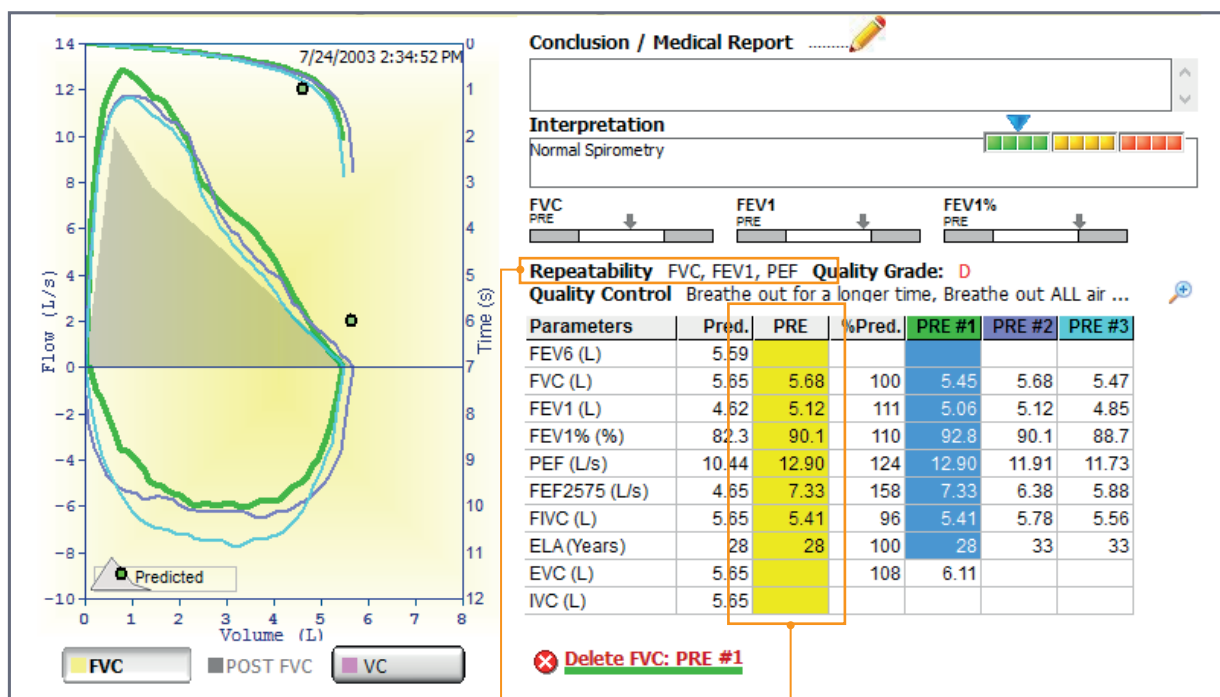 7/24/2003 2:34:52 PM
14
12
10
8
6
4
2
0
-2
-4
-6
-8
-10
Flow (L/s)
0
1
2
3
4
5
6
7
8
9
10
11
12
Time (s)
Predicted
0 1 2 3 4 5 6 7 8
Volume (L)
FVC POST FVC VC
Conclusion / Medical Report ..........
Interpretation
Normal Spirometry
FVC FEV1 FEV1%
PRE PRE PRE
Repeatability FVC, FEV1, PEF Quality Grade: D
Quality Control Breathe out for a longer time, Breathe out ALL air ...
Parameters Pred. PRE %Pred. PRE #1 PRE #2 PRE #3
FEV6 (L) 5.59
FVC (L) 5.65 5.68 100 5.45 5.68 5.47
FEV1 (L) 4.62 5.12 111 5.06 5.12 4.85
FEV1% (%) 82.3 90.1 110 92.8 90.1 88.7
PEF (L/s) 10.44 12.90 124 12.90 11.91 11.73
FEF2575 (L/s) 4.65 7.33 158 7.33 6.38 5.88
FIVC (L) 5.65 5.41 96 5.41 5.78 5.56
ELA (Years) 28 28 100 28 33 33
EVC (L) 5.65 108 6.11
IVC (L) 5.65
Delete FVC: PRE #1